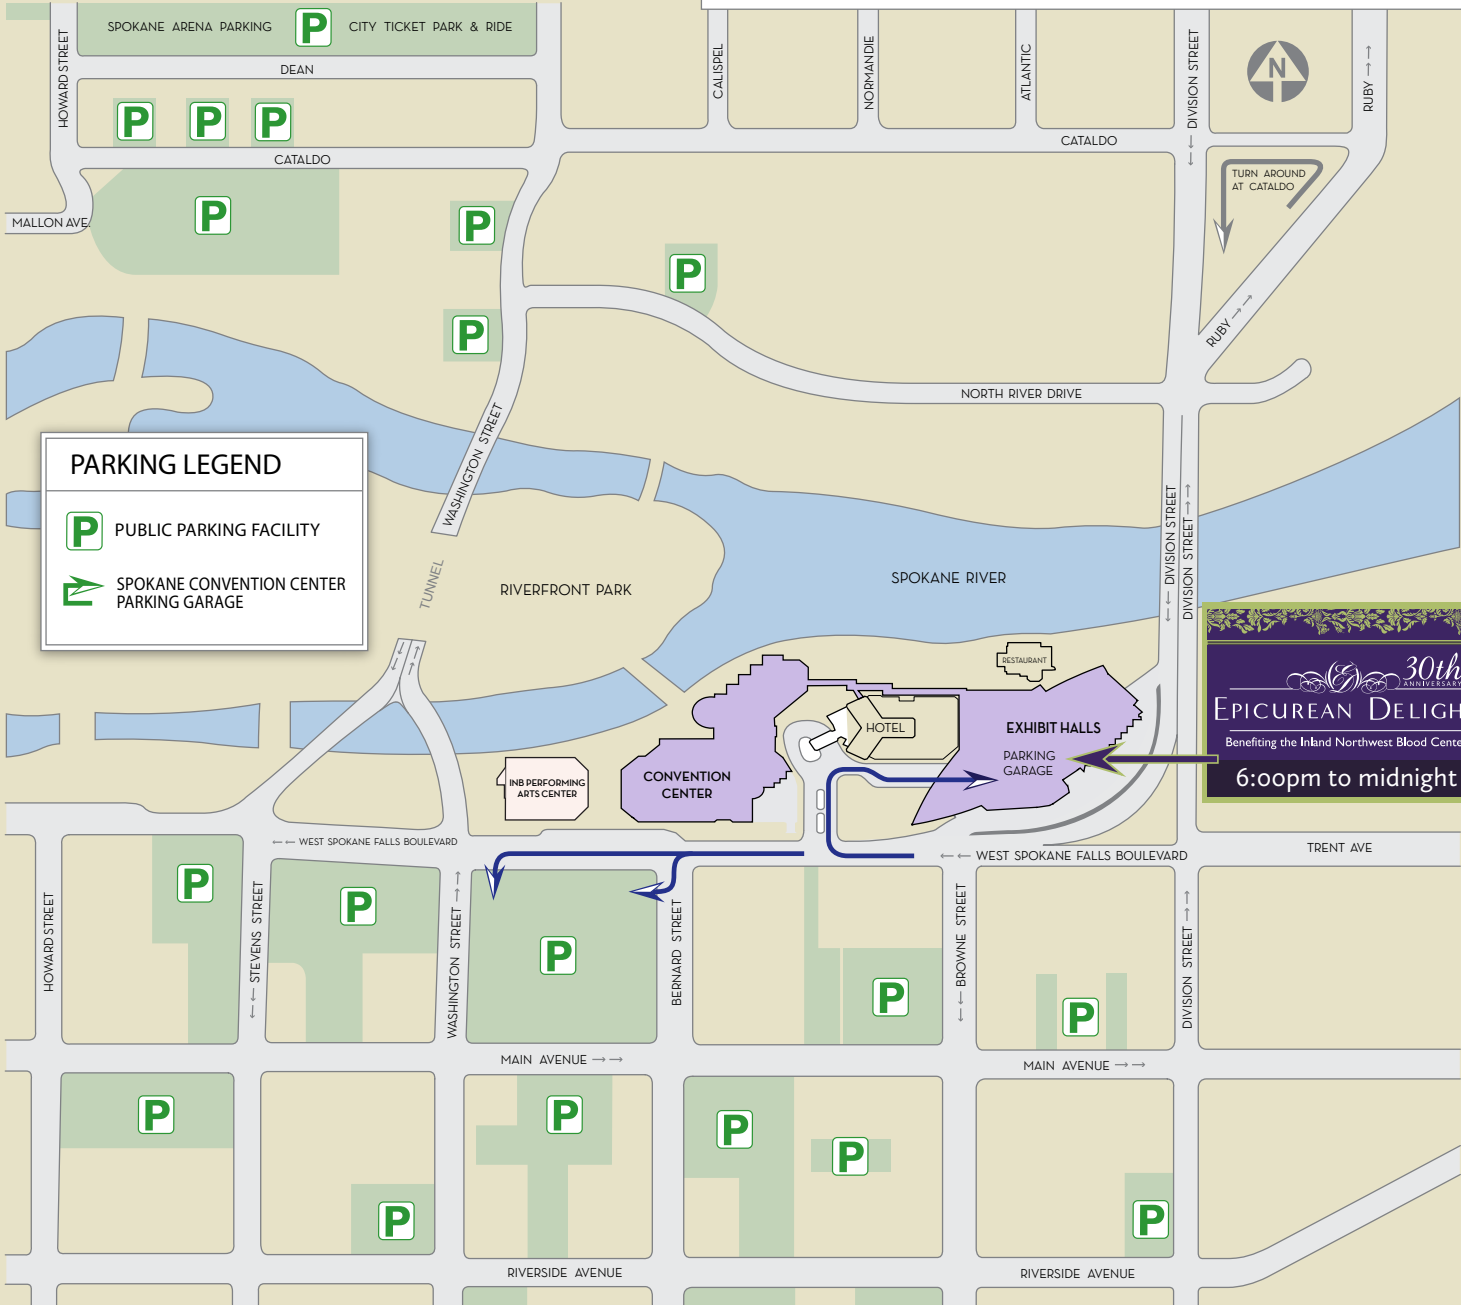 SPOKANE ARENA PARKING P CITY TICKET PARK & RIDE
HOWARD STREET
DEAN
P P P
CATALDO
MALLON AVE.
P
P
P
P
CALISPEL
NORMANDIE
ATLANTIC
← DIVISION STREET →
RUBY →→
N
CATALDO
TURN AROUND
AT CATALDO
RUBY →→
NORTH RIVER DRIVE
WASHINGTON STREET
PARKING LEGEND
P PUBLIC PARKING FACILITY
SPOKANE CONVENTION CENTER
PARKING GARAGE
TUNNEL
RIVERFRONT PARK
SPOKANE RIVER
←← DIVISION STREET
DIVISION STREET →→
RESTAURANT
HOTEL
EXHIBIT HALLS
PARKING
GARAGE
CONVENTION
CENTER
INB PERFORMING
ARTS CENTER
30th
ANNIVERSARY
EPICUREAN DELIGH
Benefiting the Inland Northwest Blood Cente
6:00pm to midnight
←← WEST SPOKANE FALLS BOULEVARD
←← WEST SPOKANE FALLS BOULEVARD
TRENT AVE
HOWARD STREET
P
←← STEVENS STREET
P
WASHINGTON STREET →→
P
BERNARD STREET
P
←← BROWNE STREET →
P
DIVISION STREET →→
MAIN AVENUE →→
MAIN AVENUE →→
P
P
P
P
P
P
RIVERSIDE AVENUE
RIVERSIDE AVENUE